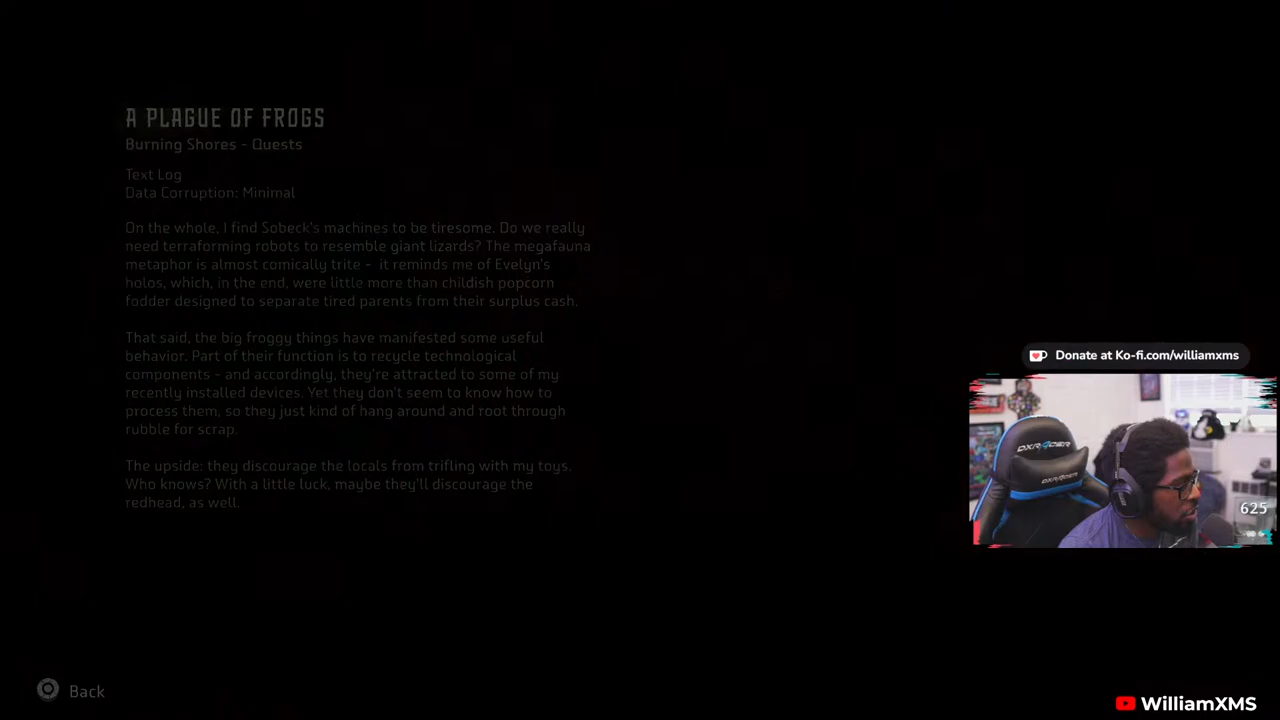 A PLAGUE OF FROGS
Burning Shores - Quests
Text Log
Data Corruption: Minimal
On the whole, I find Sobeck's machines to be tiresome. Do we really
need terraforming robots to resemble giant lizards? The megafauna
metaphor is almost comically trite - it reminds me of Evelyn's
holos, which, in the end, were little more than childish popcorn
fodder designed to separate tired parents from their surplus cash.
That said, the big froggy things have manifested some useful
behavior. Part of their function is to recycle technological
components - and accordingly, they're attracted to some of my
recently installed devices. Yet they don't seem to know how to
process them, so they just kind of hang around and root through
rubble for scrap.
The upside: they discourage the locals from trifling with my toys.
Who knows? With a little luck, maybe they'll discourage the
redhead, as well.
Donate at Ko-fi.com/williamxms
DXRACER
DXRACER
625
Back
WilliamXMS